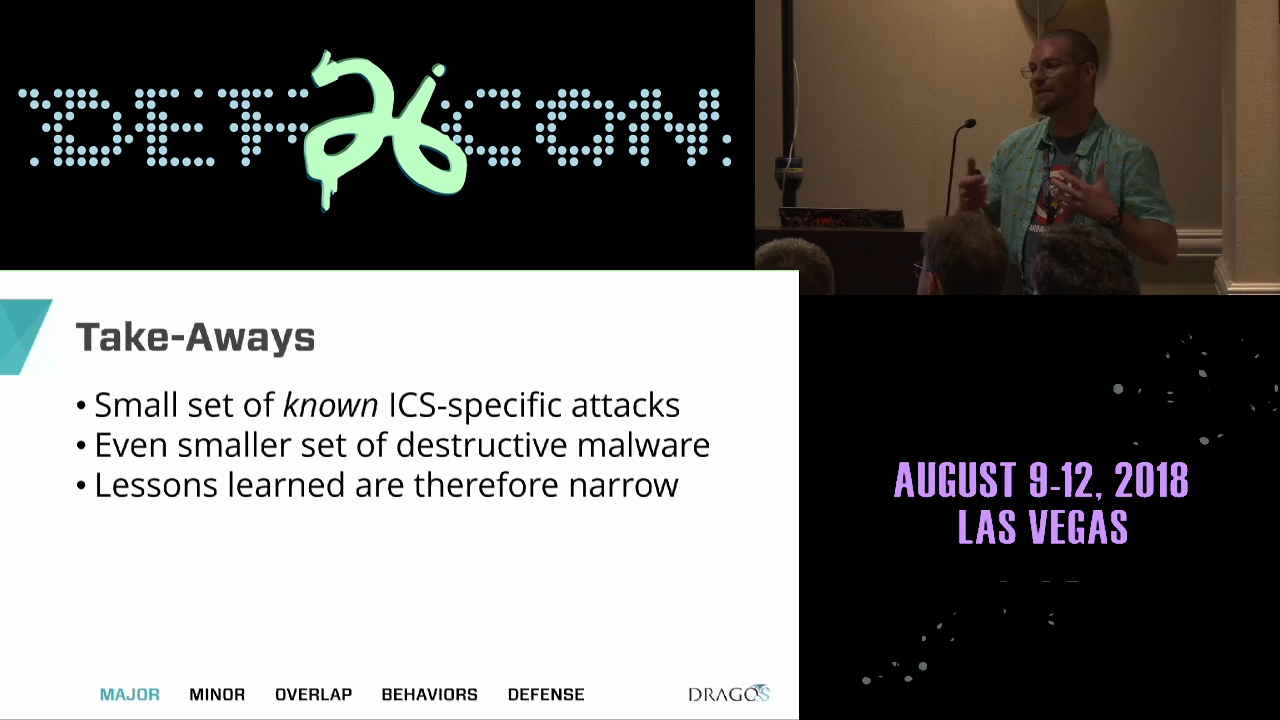 DEF 26 CON
Take-Aways
• Small set of known ICS-specific attacks
• Even smaller set of destructive malware
• Lessons learned are therefore narrow
MAJOR MINOR OVERLAP BEHAVIORS DEFENSE DRAGOS
AUGUST 9-12, 2018
LAS VEGAS